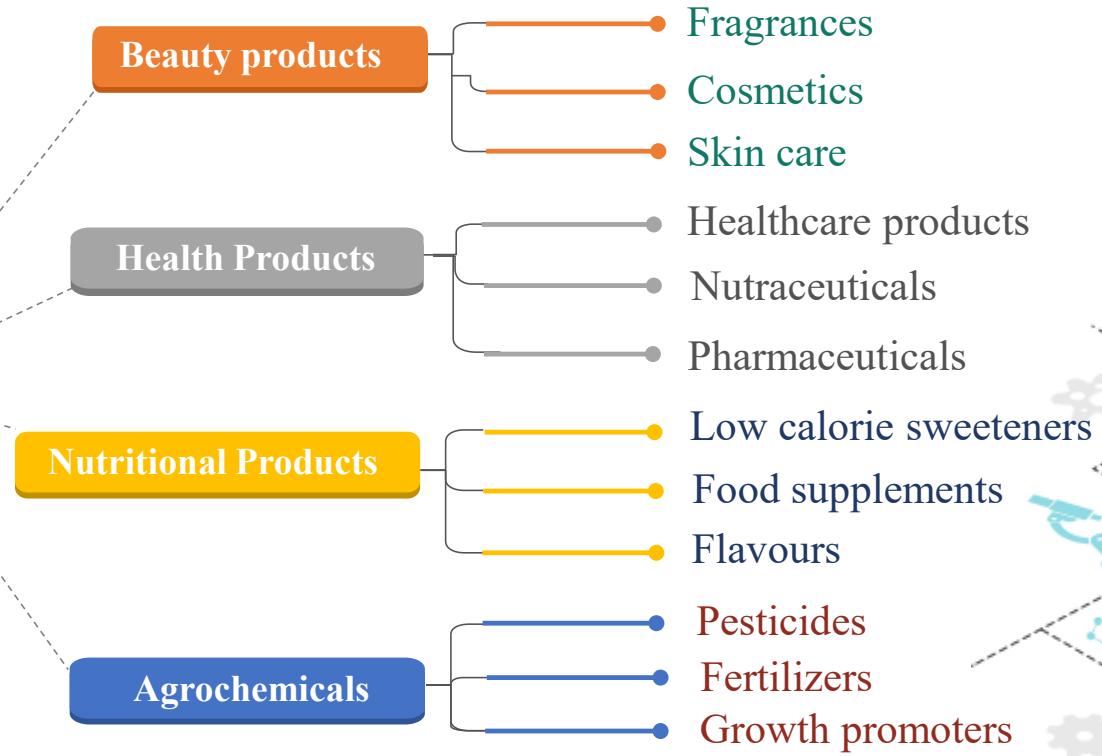 Beauty products
Fragrances
Cosmetics
Skin care
Health Products
Healthcare products
Nutraceuticals
Pharmaceuticals
Nutritional Products
Low calorie sweeteners
Food supplements
Flavours
Agrochemicals
Pesticides
Fertilizers
Growth promoters